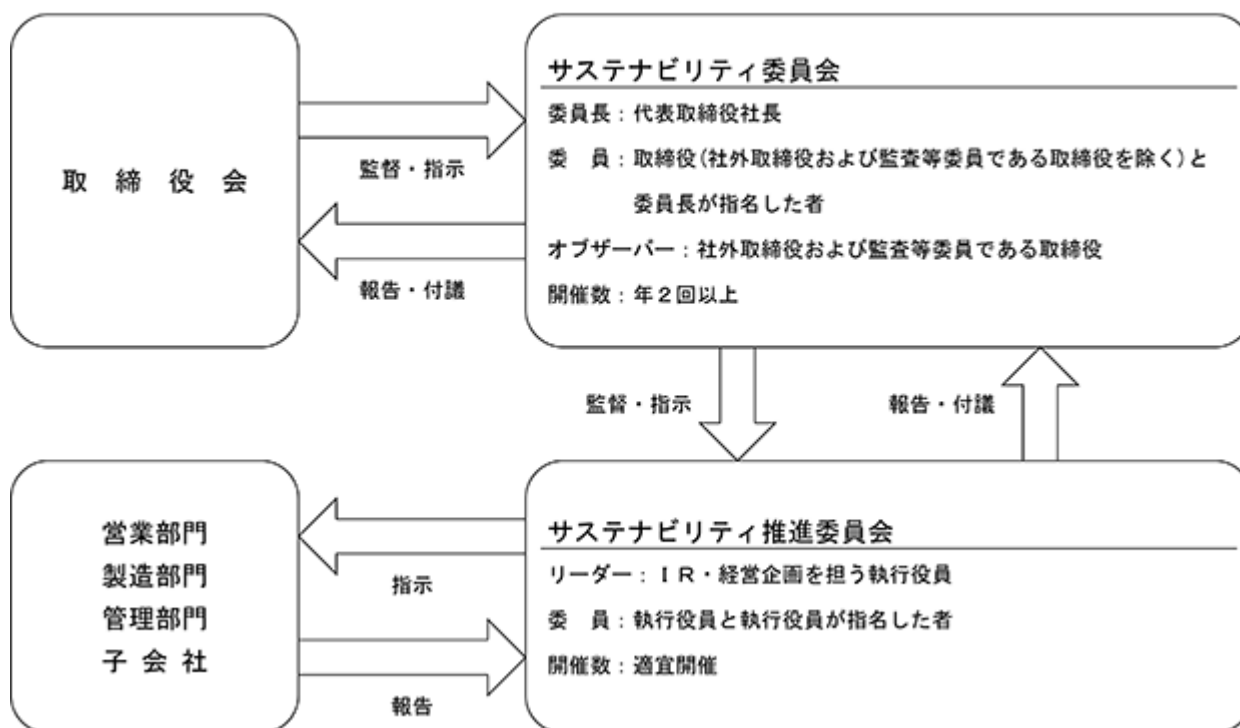 取締役会
監督・指示
報告・付議
サステナビリティ委員会
委員長：代表取締役社長
委　員：取締役（社外取締役および監査等委員である取締役を除く）と
委員長が指名した者
オブザーバー：社外取締役および監査等委員である取締役
開催数：年２回以上
監督・指示
報告・付議
営業部門
製造部門
管理部門
子会社
指示
報告
サステナビリティ推進委員会
リーダー：ＩＲ・経営企画を担う執行役員
委　員：執行役員と執行役員が指名した者
開催数：適宜開催